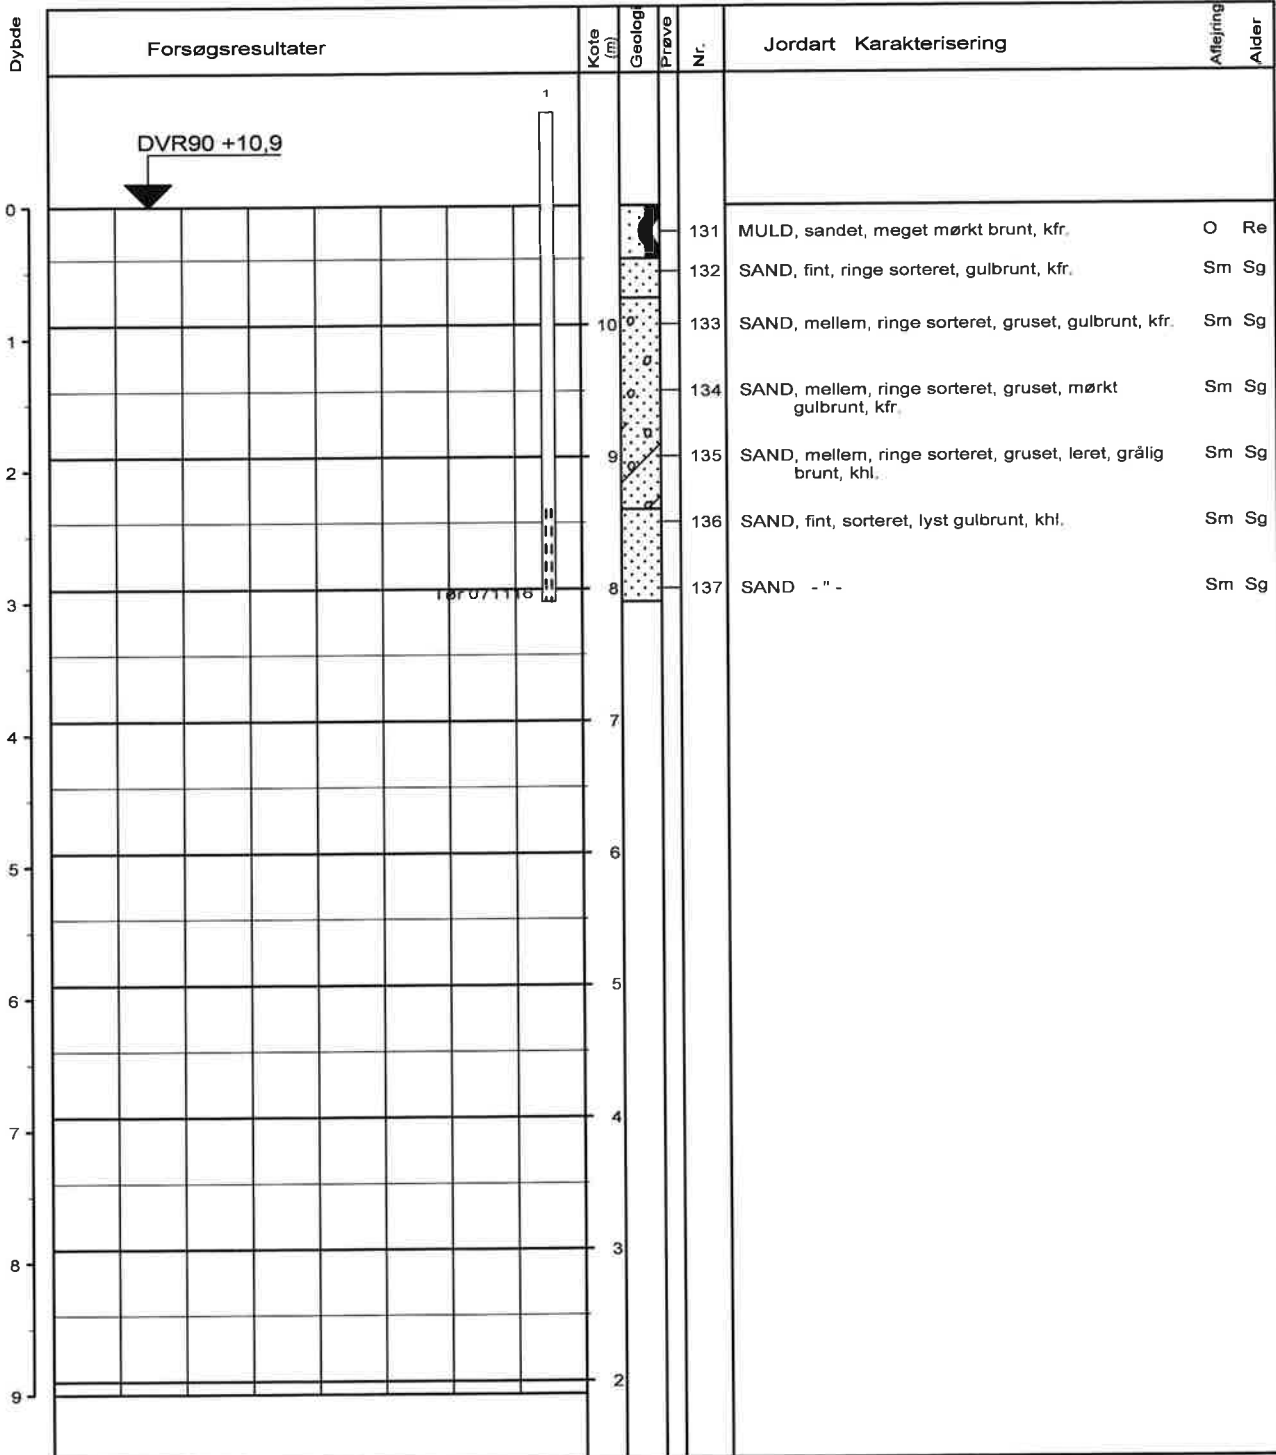 Dybde
Forsøgsresultater
Kote
(m)
Geologi
Prøve
Nr.
Jordart Karakterisering
Aflejring
Alder
1
DVR90 +10,9
0
131 MULD, sandet, meget mørkt brunt, kfr. O Re
132 SAND, fint, ringe sorteret, gulbrunt, kfr. Sm Sg
10 133 SAND, mellem, ringe sorteret, gruset, gulbrunt, kfr. Sm Sg
1
134 SAND, mellem, ringe sorteret, gruset, mørkt Sm Sg
gulbrunt, kfr.
9 135 SAND, mellem, ringe sorteret, gruset, leret, grålig Sm Sg
brunt, khl.
2
136 SAND, fint, sorteret, lyst gulbrunt, khl. Sm Sg
Tør 071116 8 137 SAND - " - Sm Sg
3
7
4
6
5
5
6
4
7
3
8
2
9